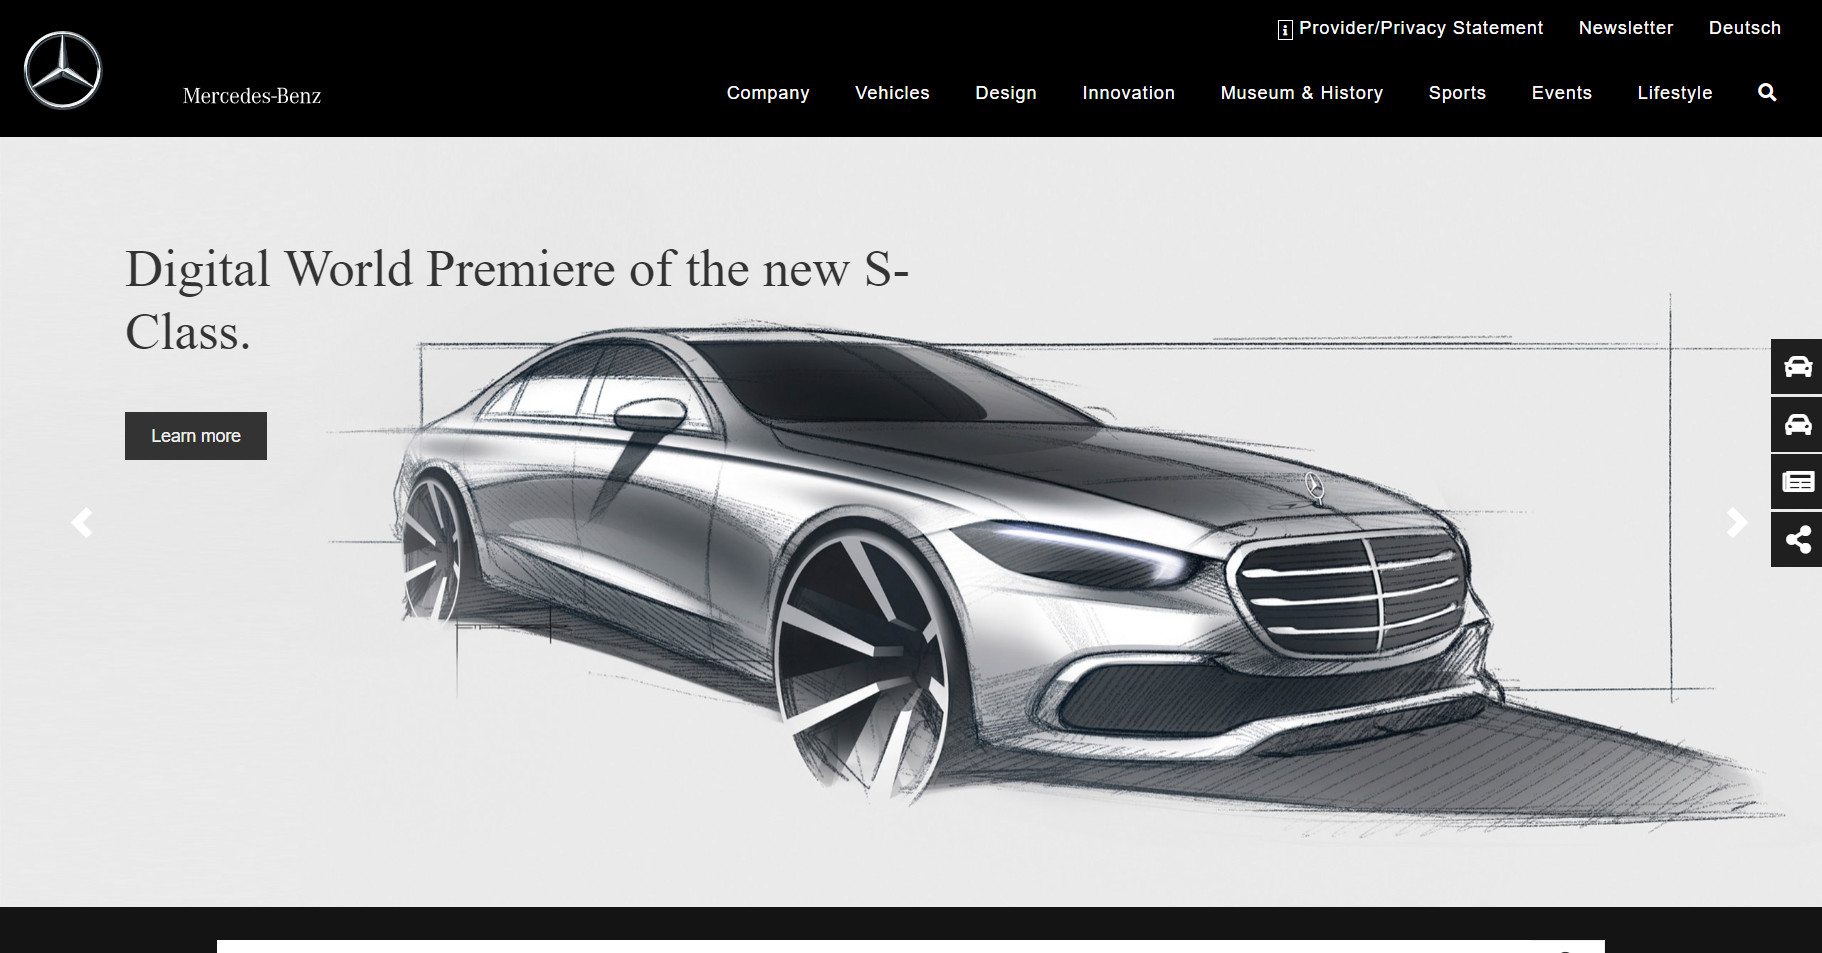 Provider/Privacy Statement Newsletter Deutsch
Mercedes-Benz
Company Vehicles Design Innovation Museum & History Sports Events Lifestyle
Digital World Premiere of the new S-
Class.
Learn more